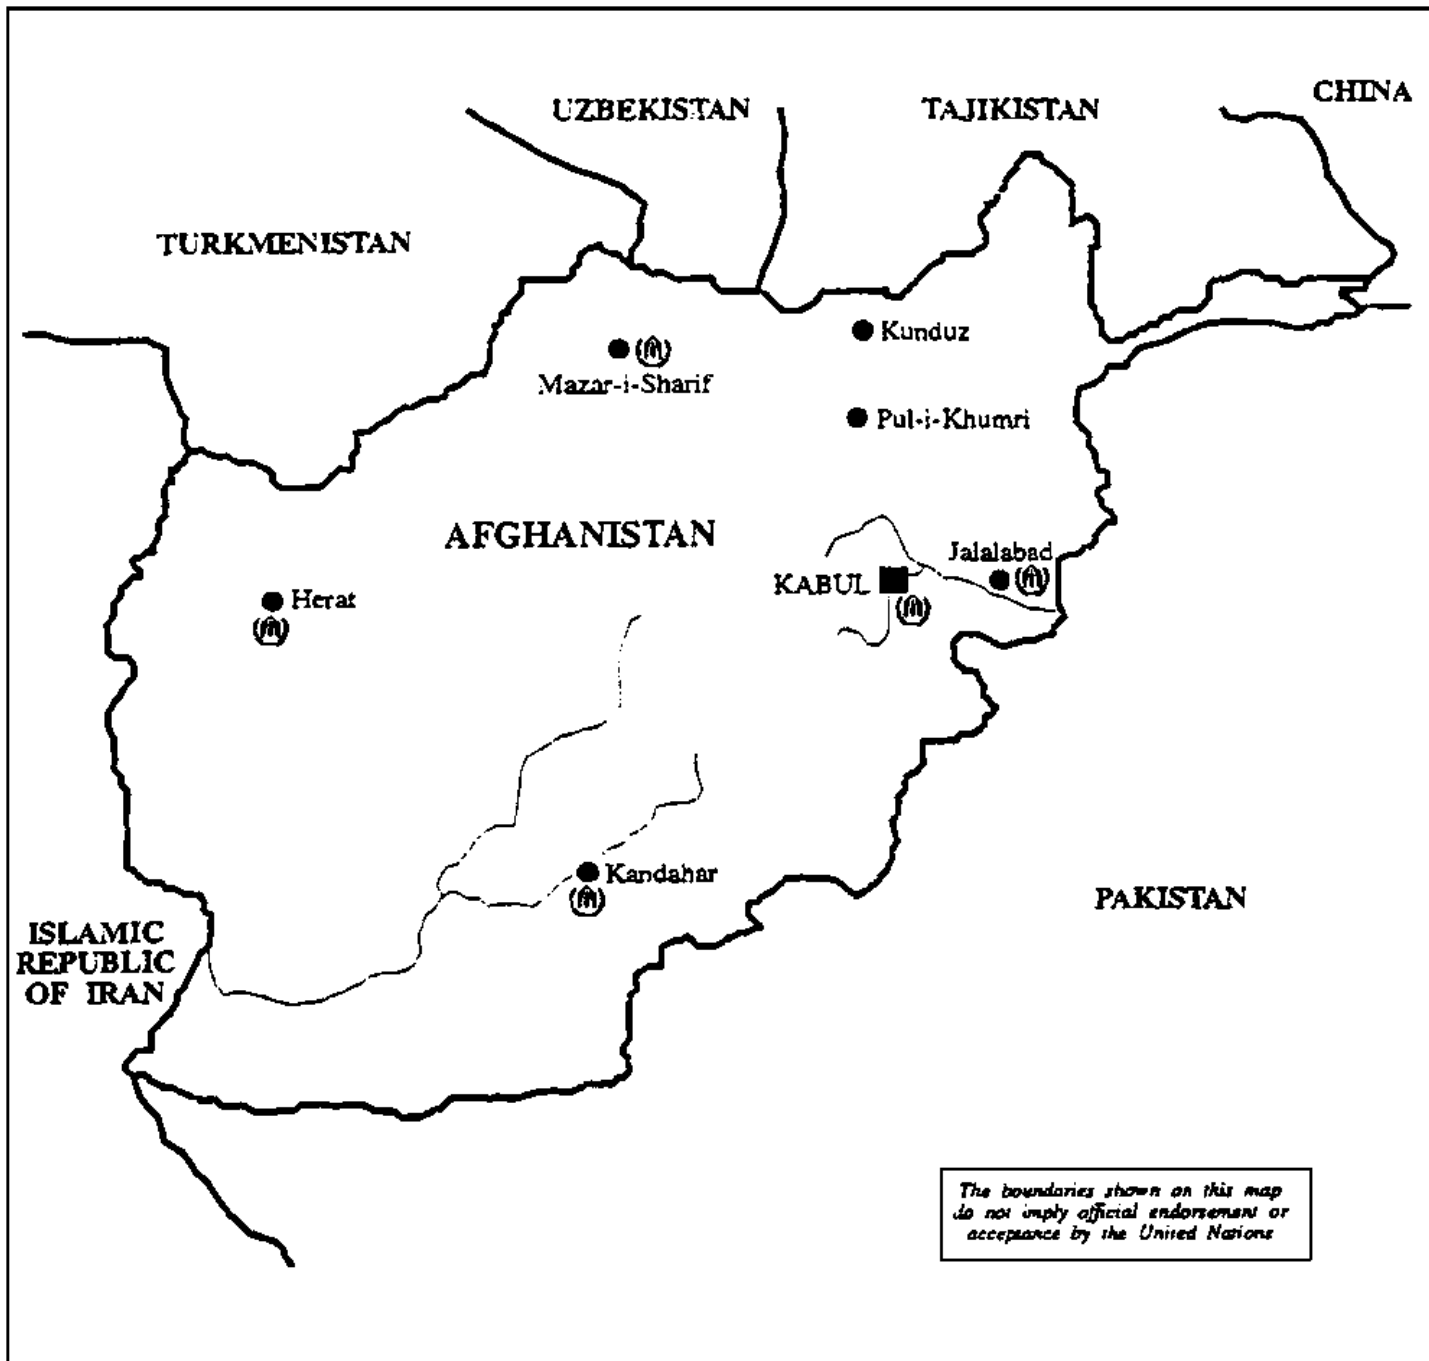 CHINA
UZBEKISTAN
TAJIKISTAN
TURKMENISTAN
Kunduz
Mazar-i-Sharif
Pul-i-Khumri
AFGHANISTAN
Jalalabad
KABUL
Herat
Kandahar
PAKISTAN
ISLAMIC
REPUBLIC
OF IRAN
The boundaries shown on this map
do not imply official endorsement or
acceptance by the United Nations